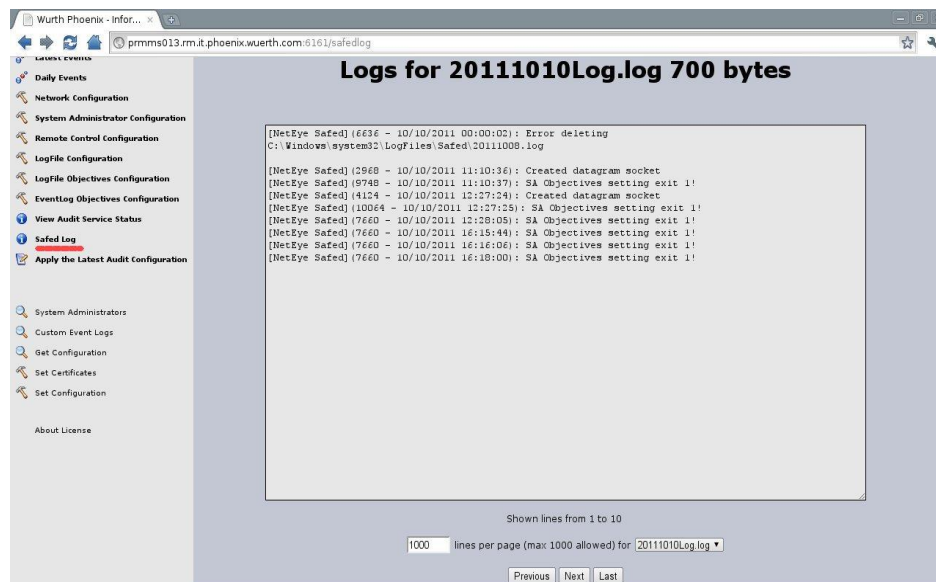 Wurth Phoenix - Infor...
prmms013.rm.it.phoenix.wuerth.com:6161/safedlog
Latest Events
Daily Events
Network Configuration
System Administrator Configuration
Remote Control Configuration
LogFile Configuration
LogFile Objectives Configuration
EventLog Objectives Configuration
View Audit Service Status
Safed Log
Apply the Latest Audit Configuration
System Administrators
Custom Event Logs
Get Configuration
Set Certificates
Set Configuration
About License
Logs for 20111010Log.log 700 bytes
[NetEye Safed](6636 - 10/10/2011 00:00:02): Error deleting
C:\Windows\system32\LogFiles\Safed\20111008.log
[NetEye Safed](2968 - 10/10/2011 11:10:36): Created datagram socket
[NetEye Safed](9748 - 10/10/2011 11:10:37): SA Objectives setting exit 1!
[NetEye Safed](4124 - 10/10/2011 12:27:24): Created datagram socket
[NetEye Safed](10064 - 10/10/2011 12:27:25): SA Objectives setting exit 1!
[NetEye Safed](7660 - 10/10/2011 12:28:05): SA Objectives setting exit 1!
[NetEye Safed](7660 - 10/10/2011 16:15:44): SA Objectives setting exit 1!
[NetEye Safed](7660 - 10/10/2011 16:16:06): SA Objectives setting exit 1!
[NetEye Safed](7660 - 10/10/2011 16:18:00): SA Objectives setting exit 1!
Shown lines from 1 to 10
1000 lines per page (max 1000 allowed) for 20111010Log.log
Previous Next Last